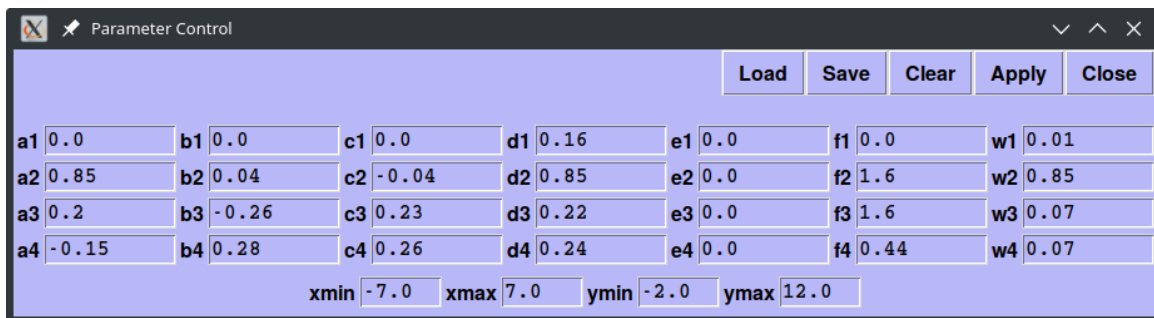 Parameter Control
Load Save Clear Apply Close
a1 0.0 b1 0.0 c1 0.0 d1 0.16 e1 0.0 f1 0.0 w1 0.01
a2 0.85 b2 0.04 c2 -0.04 d2 0.85 e2 0.0 f2 1.6 w2 0.85
a3 0.2 b3 -0.26 c3 0.23 d3 0.22 e3 0.0 f3 1.6 w3 0.07
a4 -0.15 b4 0.28 c4 0.26 d4 0.24 e4 0.0 f4 0.44 w4 0.07
xmin -7.0 xmax 7.0 ymin -2.0 ymax 12.0